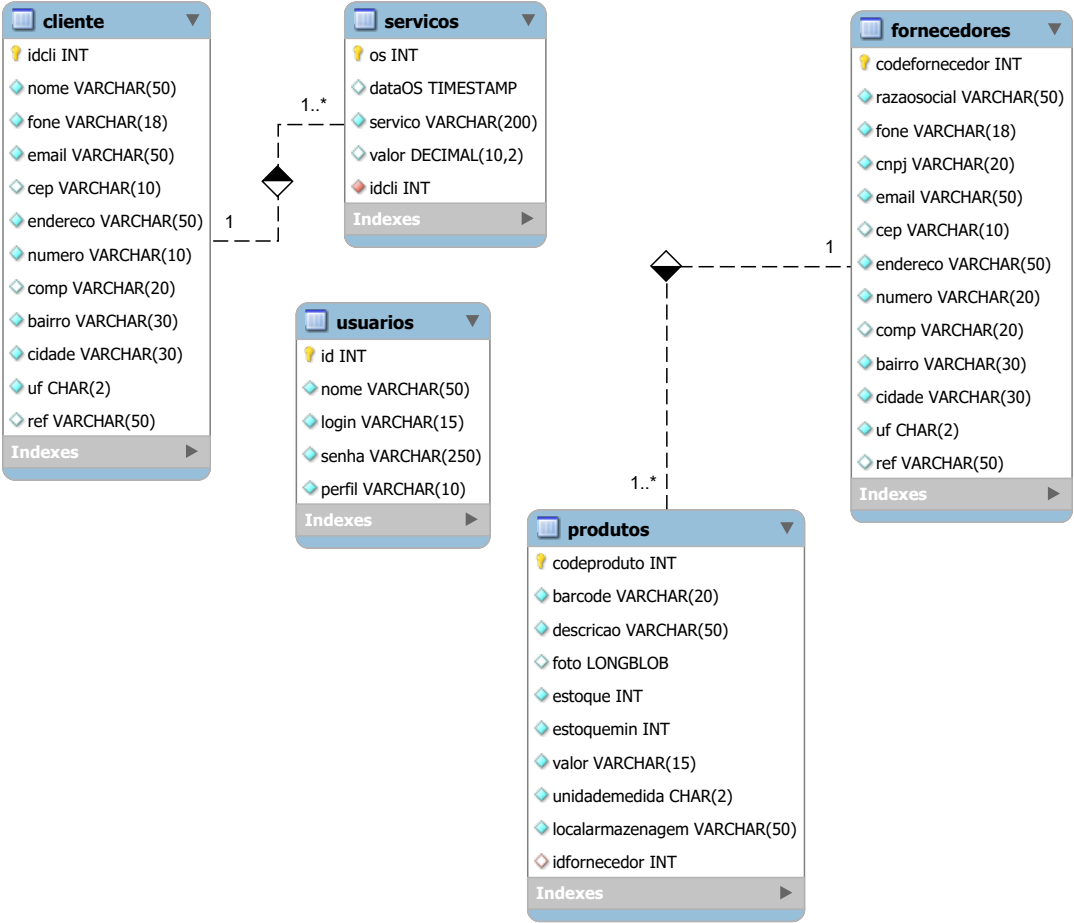 cliente
idcli INT
nome VARCHAR(50)
fone VARCHAR(18)
email VARCHAR(50)
cep VARCHAR(10)
endereco VARCHAR(50)
numero VARCHAR(10)
comp VARCHAR(20)
bairro VARCHAR(30)
cidade VARCHAR(30)
uf CHAR(2)
ref VARCHAR(50)
Indexes
1
1..*
servicos
os INT
dataOS TIMESTAMP
servico VARCHAR(200)
valor DECIMAL(10,2)
idcli INT
Indexes
usuarios
id INT
nome VARCHAR(50)
login VARCHAR(15)
senha VARCHAR(250)
perfil VARCHAR(10)
Indexes
fornecedores
codefornecedor INT
razaosocial VARCHAR(50)
fone VARCHAR(18)
cnpj VARCHAR(20)
email VARCHAR(50)
cep VARCHAR(10)
endereco VARCHAR(50)
numero VARCHAR(20)
comp VARCHAR(20)
bairro VARCHAR(30)
cidade VARCHAR(30)
uf CHAR(2)
ref VARCHAR(50)
Indexes
1
1..*
produtos
codeproduto INT
barcode VARCHAR(20)
descricao VARCHAR(50)
foto LONGBLOB
estoque INT
estoquemin INT
valor VARCHAR(15)
unidademedida CHAR(2)
localarmazenagem VARCHAR(50)
idfornecedor INT
Indexes